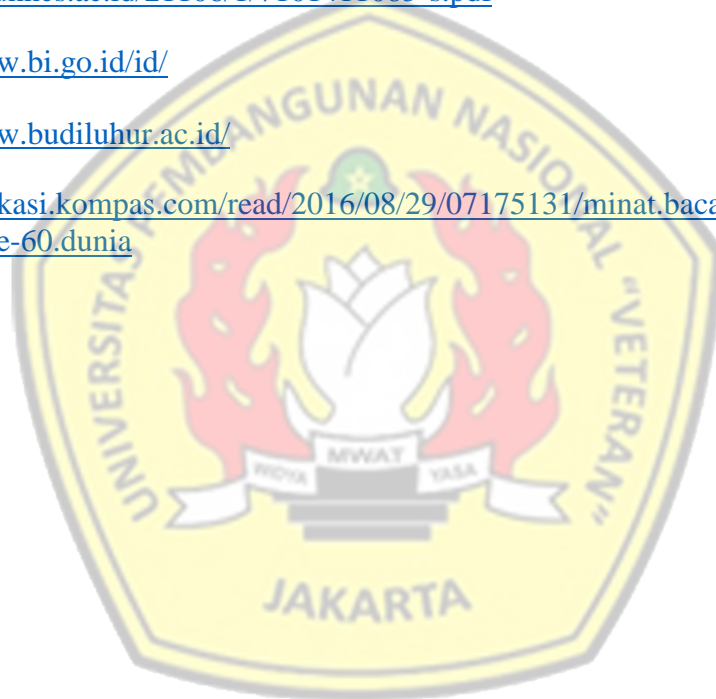 w.bi.go.id/id/
w.budiluhur.ac.id/
kasi.kompas.com/read/2016/08/29/07175131/minat.baca
e-60.dunia
UNIVERSITAS PEMBANGUNAN NASIONAL "VETERAN"
WIDYA MWAT YASA
JAKARTA